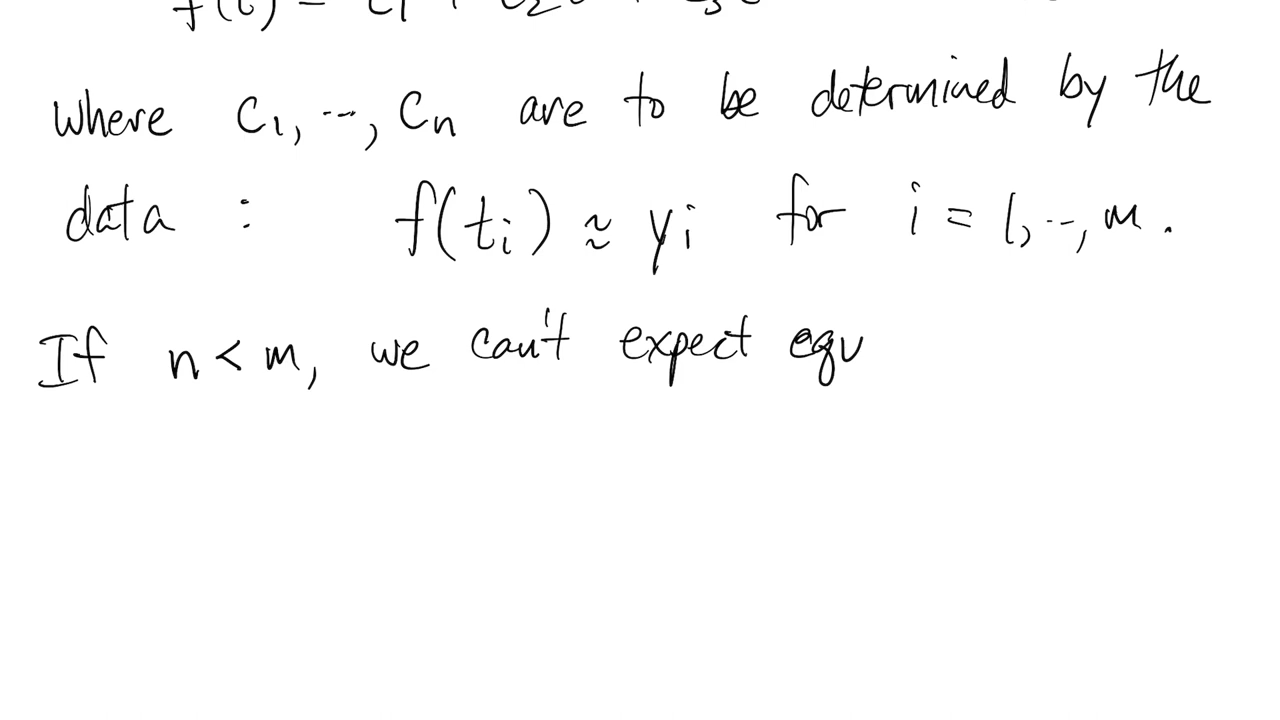 where c₁, ..., cₙ are to be determined by the
data : f(tᵢ) ≈ yᵢ for i = 1, ..., m.
If n < m, we can't expect equ